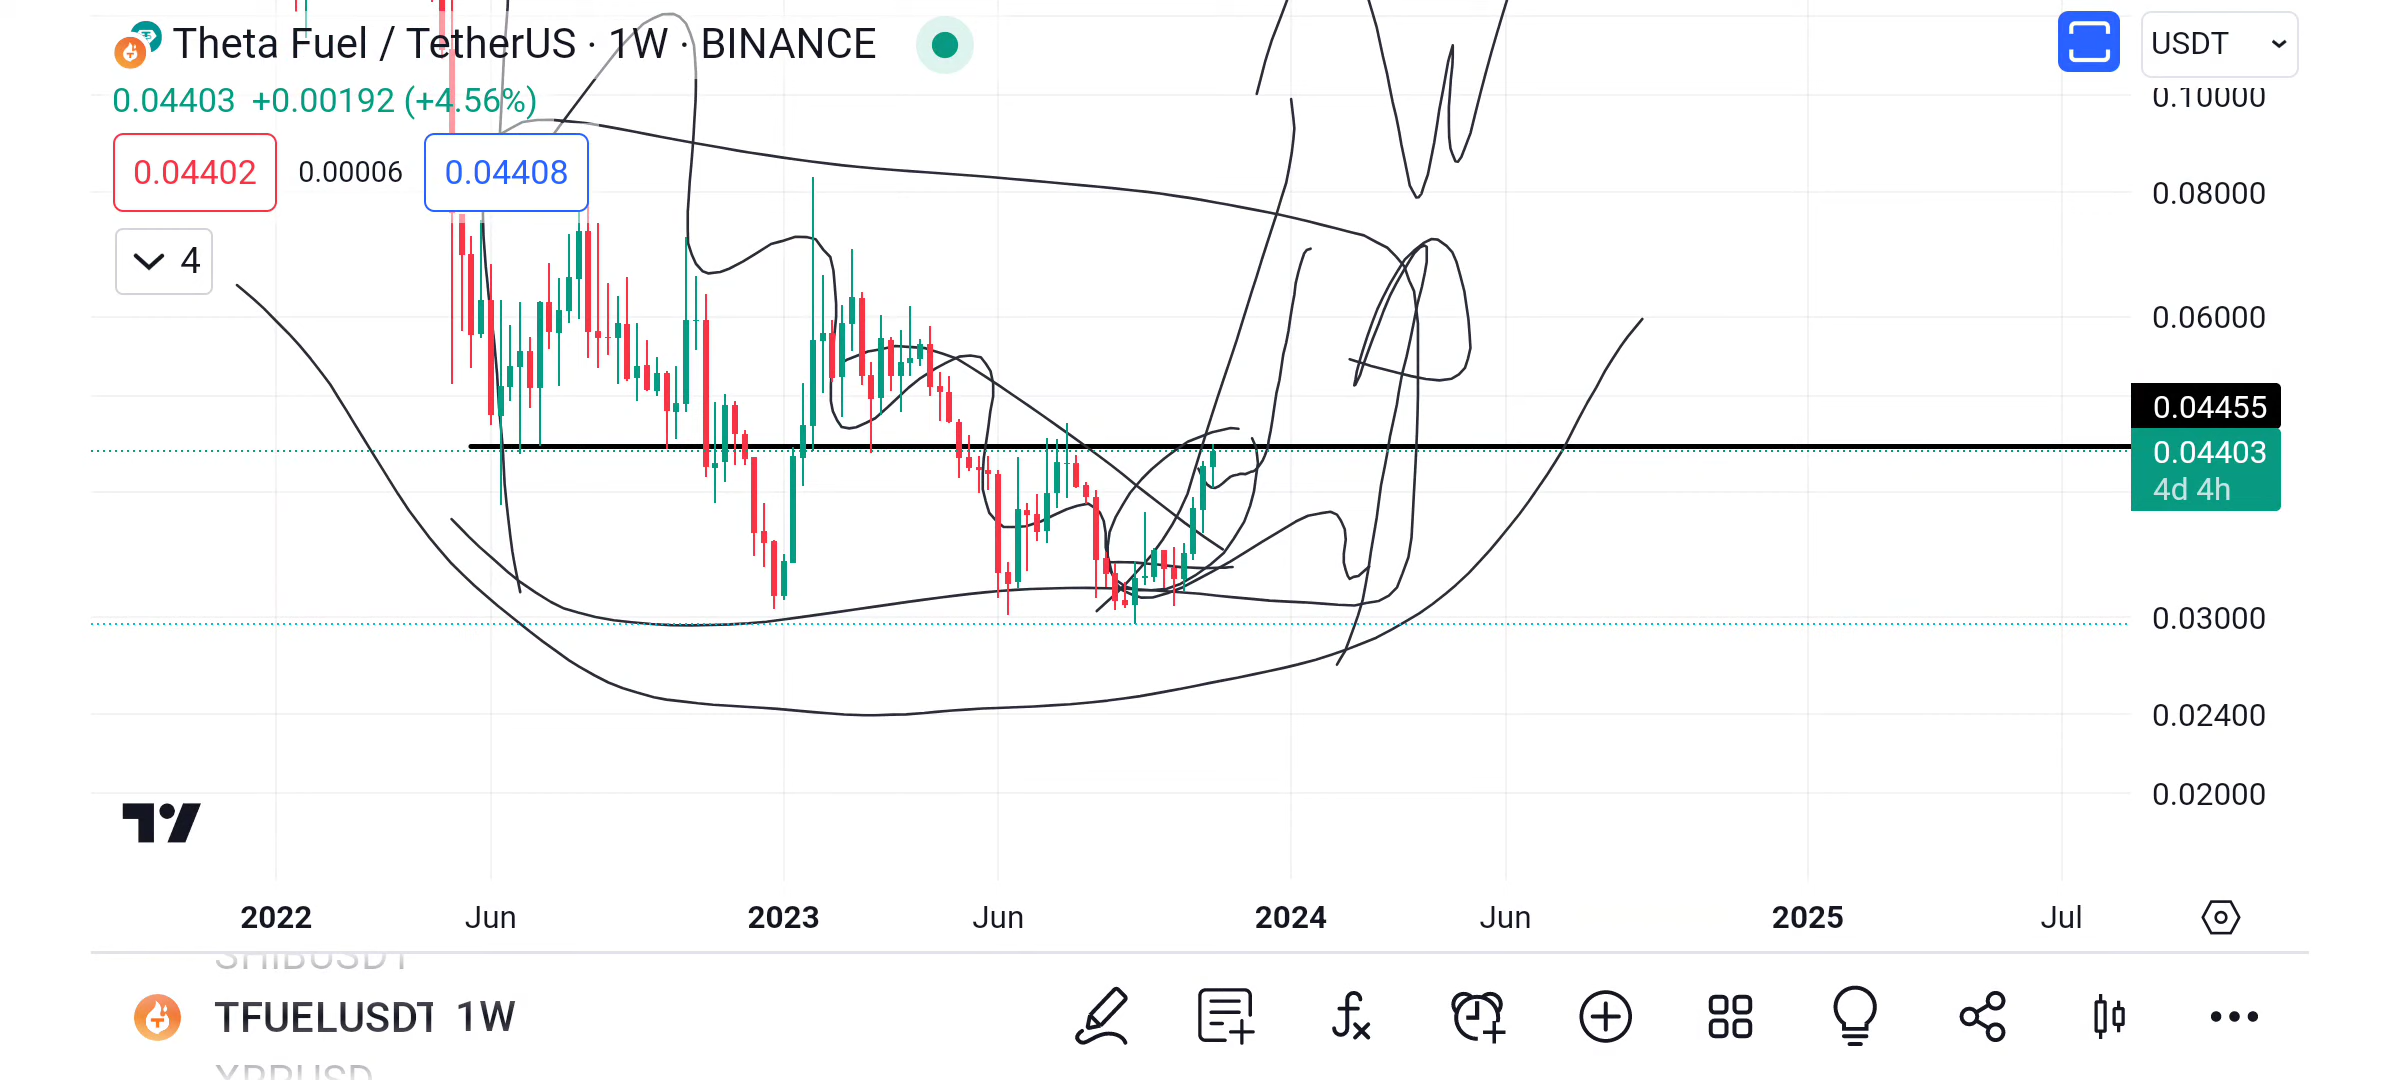 Theta Fuel / TetherUS · 1W · BINANCE
USDT
0.04403 +0.00192 (+4.56%)
0.10000
0.04402 0.00006 0.04408
0.08000
4
0.06000
0.04455
0.04403
4d 4h
0.03000
0.02400
0.02000
2022 Jun 2023 Jun 2024 Jun 2025 Jul
SHIBUSDT
TFUELUSDT 1W
XRPUSD